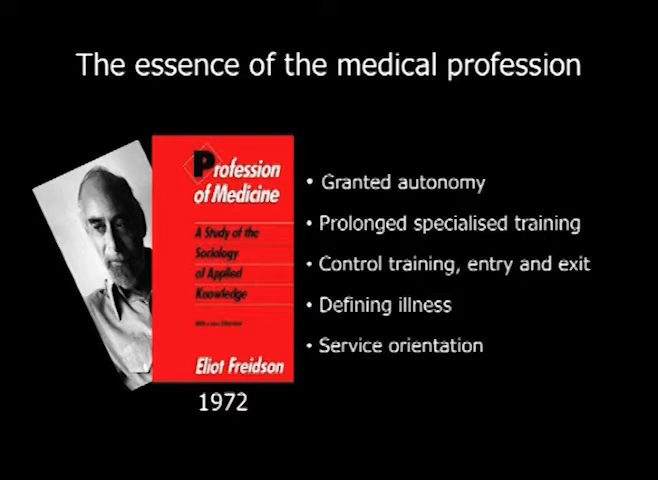 The essence of the medical profession
Profession
of Medicine
A Study of the
Sociology
of Applied
Knowledge
Eliot Freidson
1972
• Granted autonomy
• Prolonged specialised training
• Control training, entry and exit
• Defining illness
• Service orientation